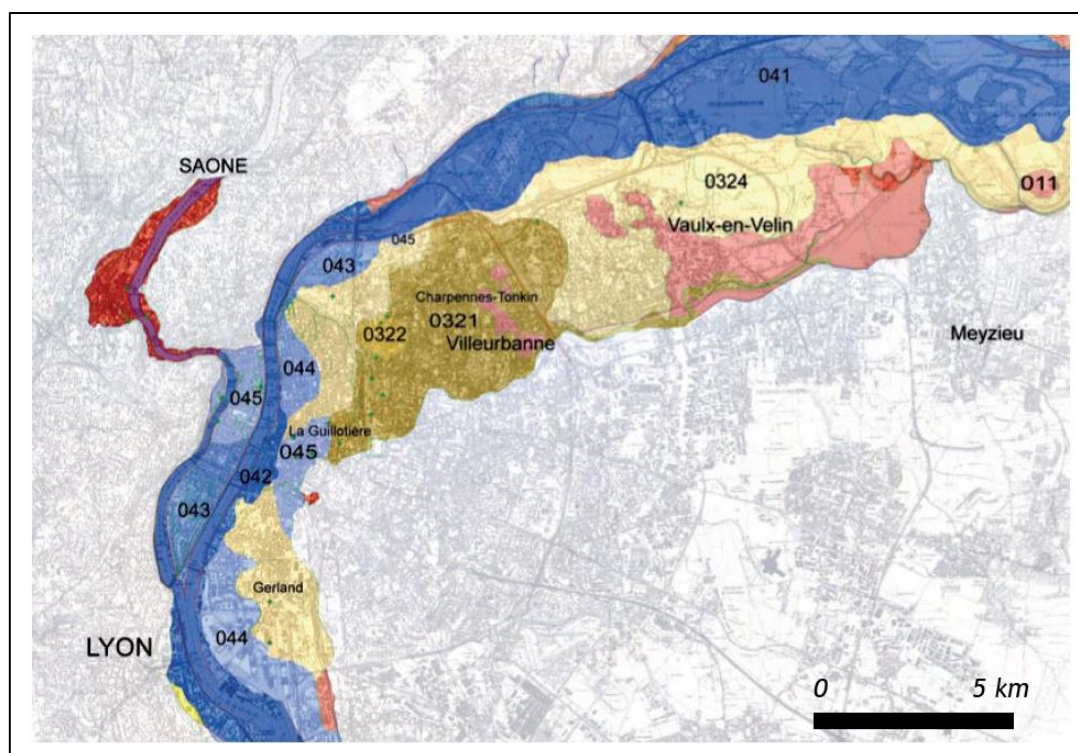 041
SAONE
0324
011
Vaulx-en-Velin
045
043
Charpennes-Tonkin
0321
0322
Villeurbanne
Meyzieu
044
045
La Guillotière
045
042
043
Gerland
044
LYON
0 5 km